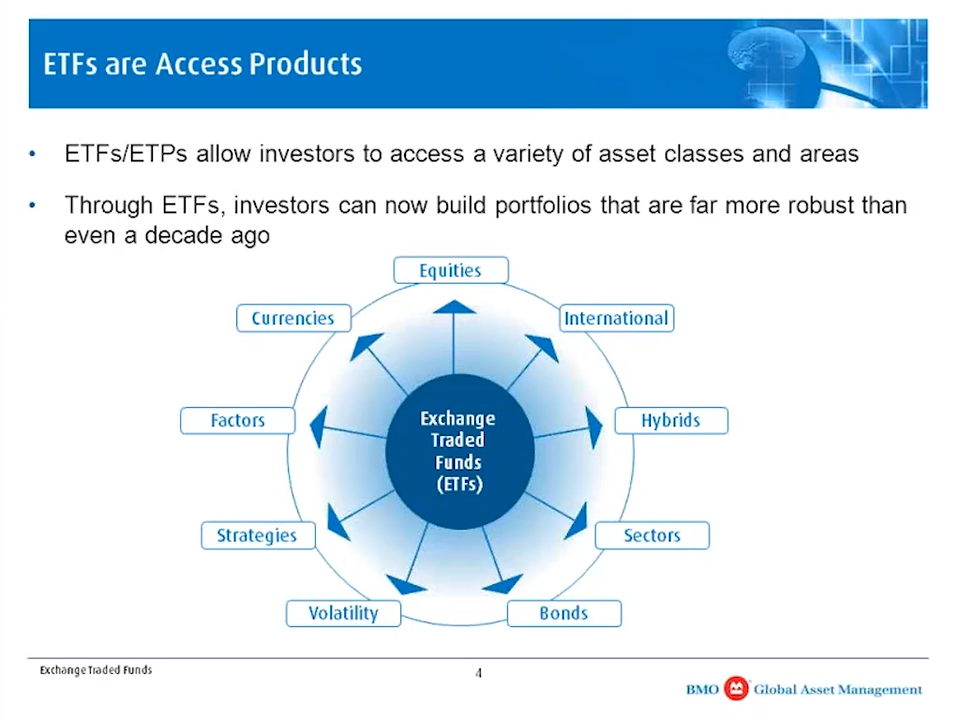 ETFs are Access Products
• ETFs/ETPs allow investors to access a variety of asset classes and areas
• Through ETFs, investors can now build portfolios that are far more robust than
even a decade ago
Equities
Currencies
International
Factors
Exchange
Traded
Funds
(ETFs)
Hybrids
Strategies
Sectors
Volatility
Bonds
Exchange Traded Funds
4
BMO Global Asset Management